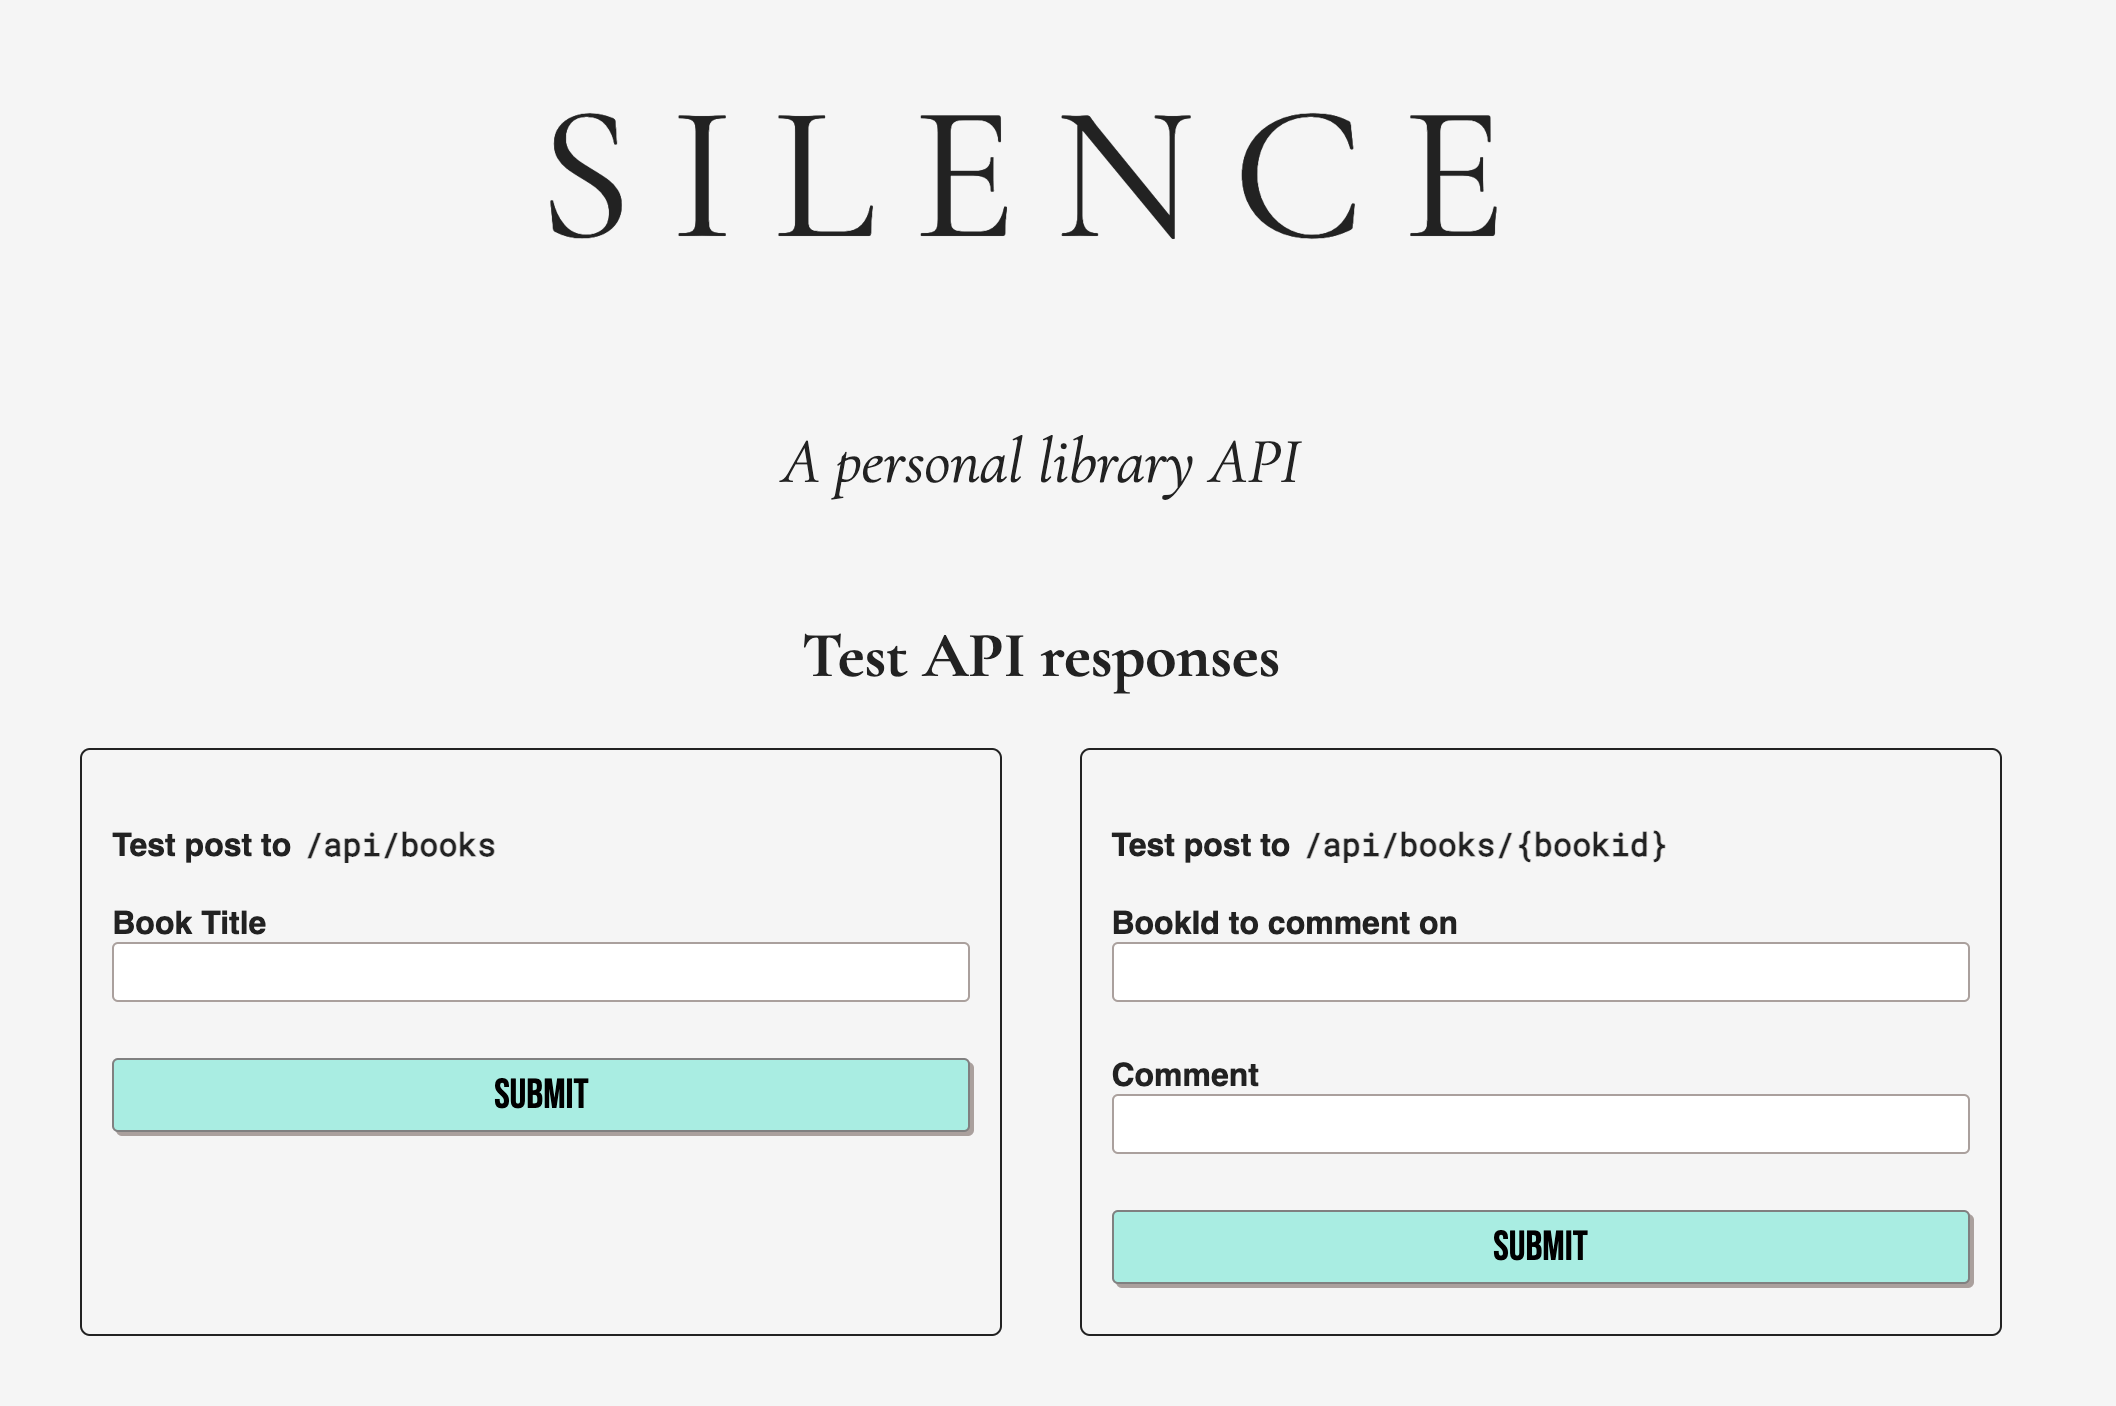 SILENCE
A personal library API
Test API responses
Test post to /api/books
Book Title
SUBMIT
Test post to /api/books/{bookid}
BookId to comment on
Comment
SUBMIT